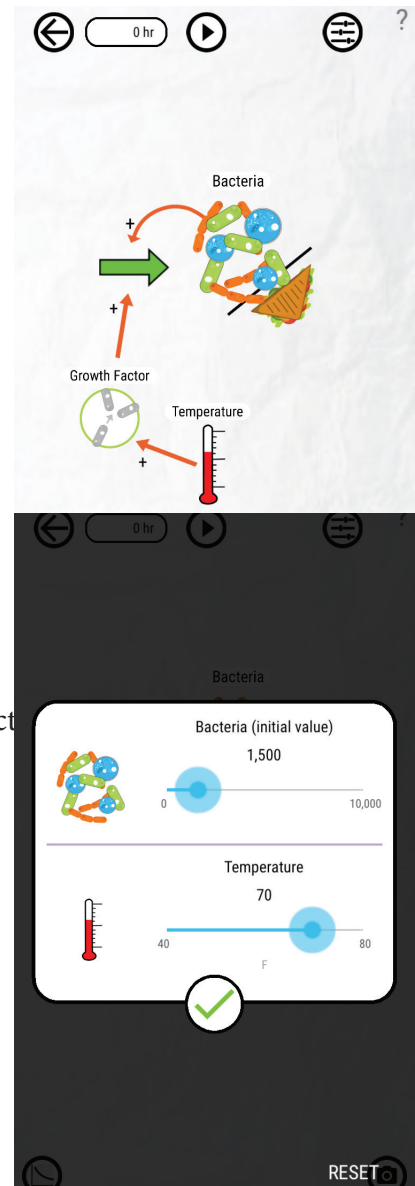 0 hr
?
Bacteria
+
+
Growth Factor
Temperature
+
0 hr
?
Bacteria
ct
Bacteria (initial value)
1,500
0
10,000
Temperature
70
40
80
F
RESET